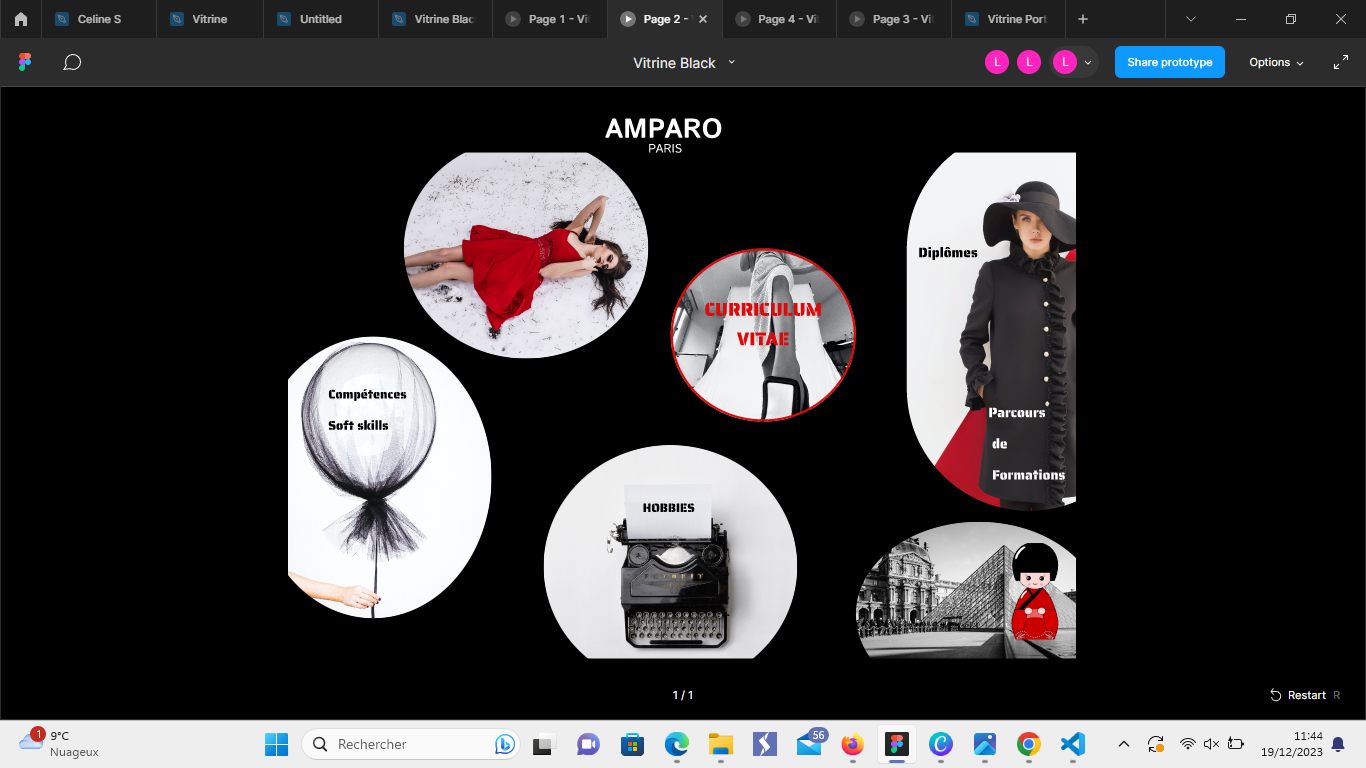 Celine S
Vitrine
Untitled
Vitrine Blac
Page 1 - Vi
Page 2 -
Page 4 - Vi
Page 3 - Vi
Vitrine Port
Vitrine Black
L
L
L
Share prototype
Options
AMPARO
PARIS
CURRICULUM
VITAE
Diplômes
Parcours
de
Formations
Compétences
Soft skills
HOBBIES
1 / 1
Restart R
1
9°C
Nuageux
Rechercher
56
11:44
19/12/2023